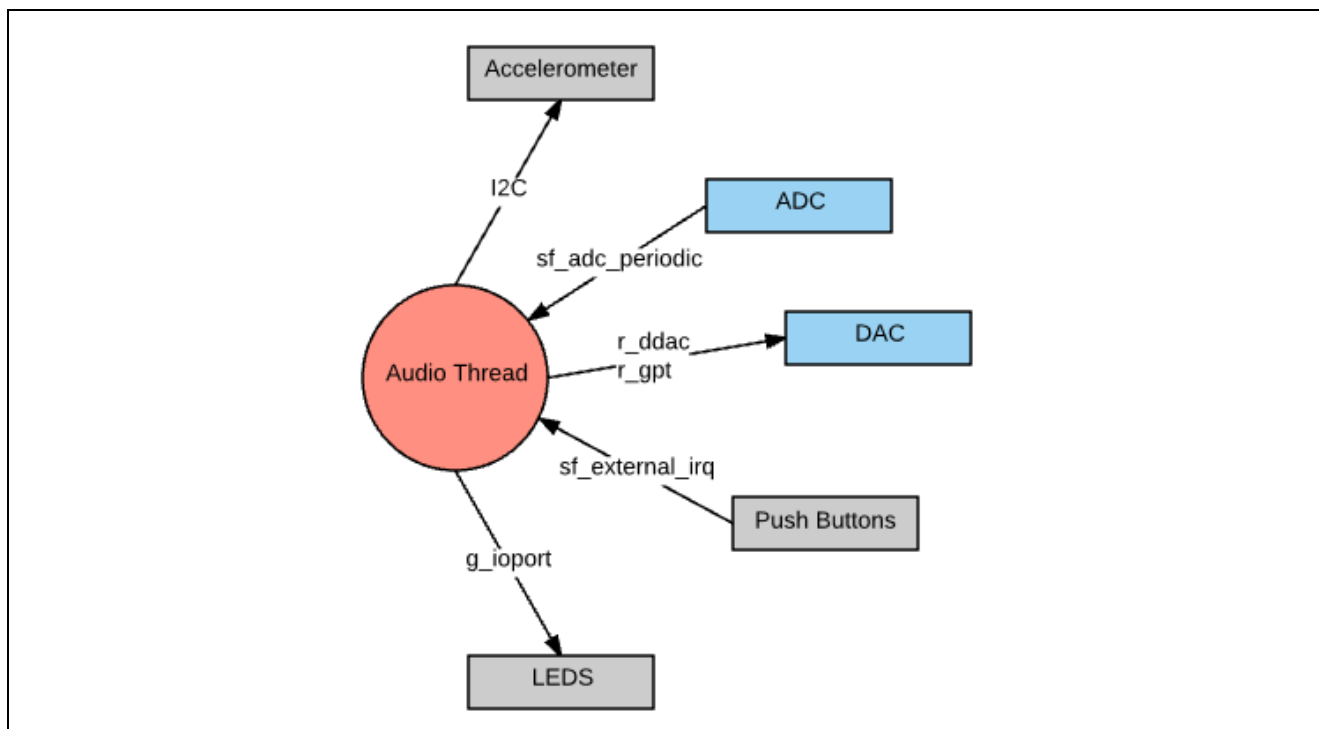 Accelerometer
I2C
ADC
sf_adc_periodic
DAC
r_ddac
r_gpt
Audio Thread
sf_external_irq
Push Buttons
g_ioport
LEDS